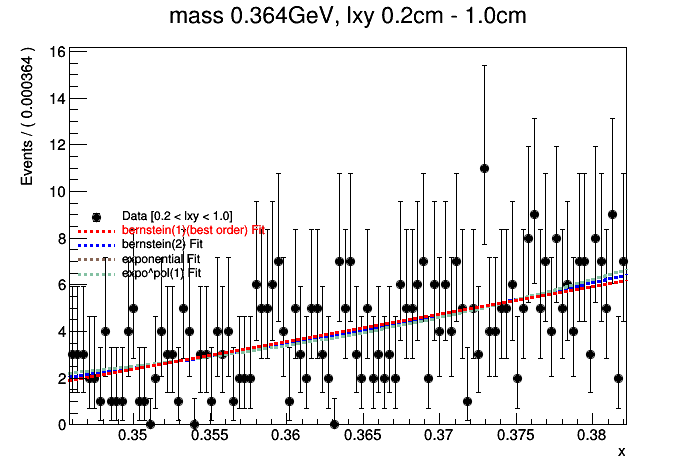 mass 0.364GeV, lxy 0.2cm - 1.0cm
Events / ( 0.000364 )
16
14
12
10
8
6
4
2
0
Data [0.2 < lxy < 1.0]
bernstein(1)(best order) Fit
bernstein(2) Fit
exponential Fit
expo^pol(1) Fit
0.35 0.355 0.36 0.365 0.37 0.375 0.38
x